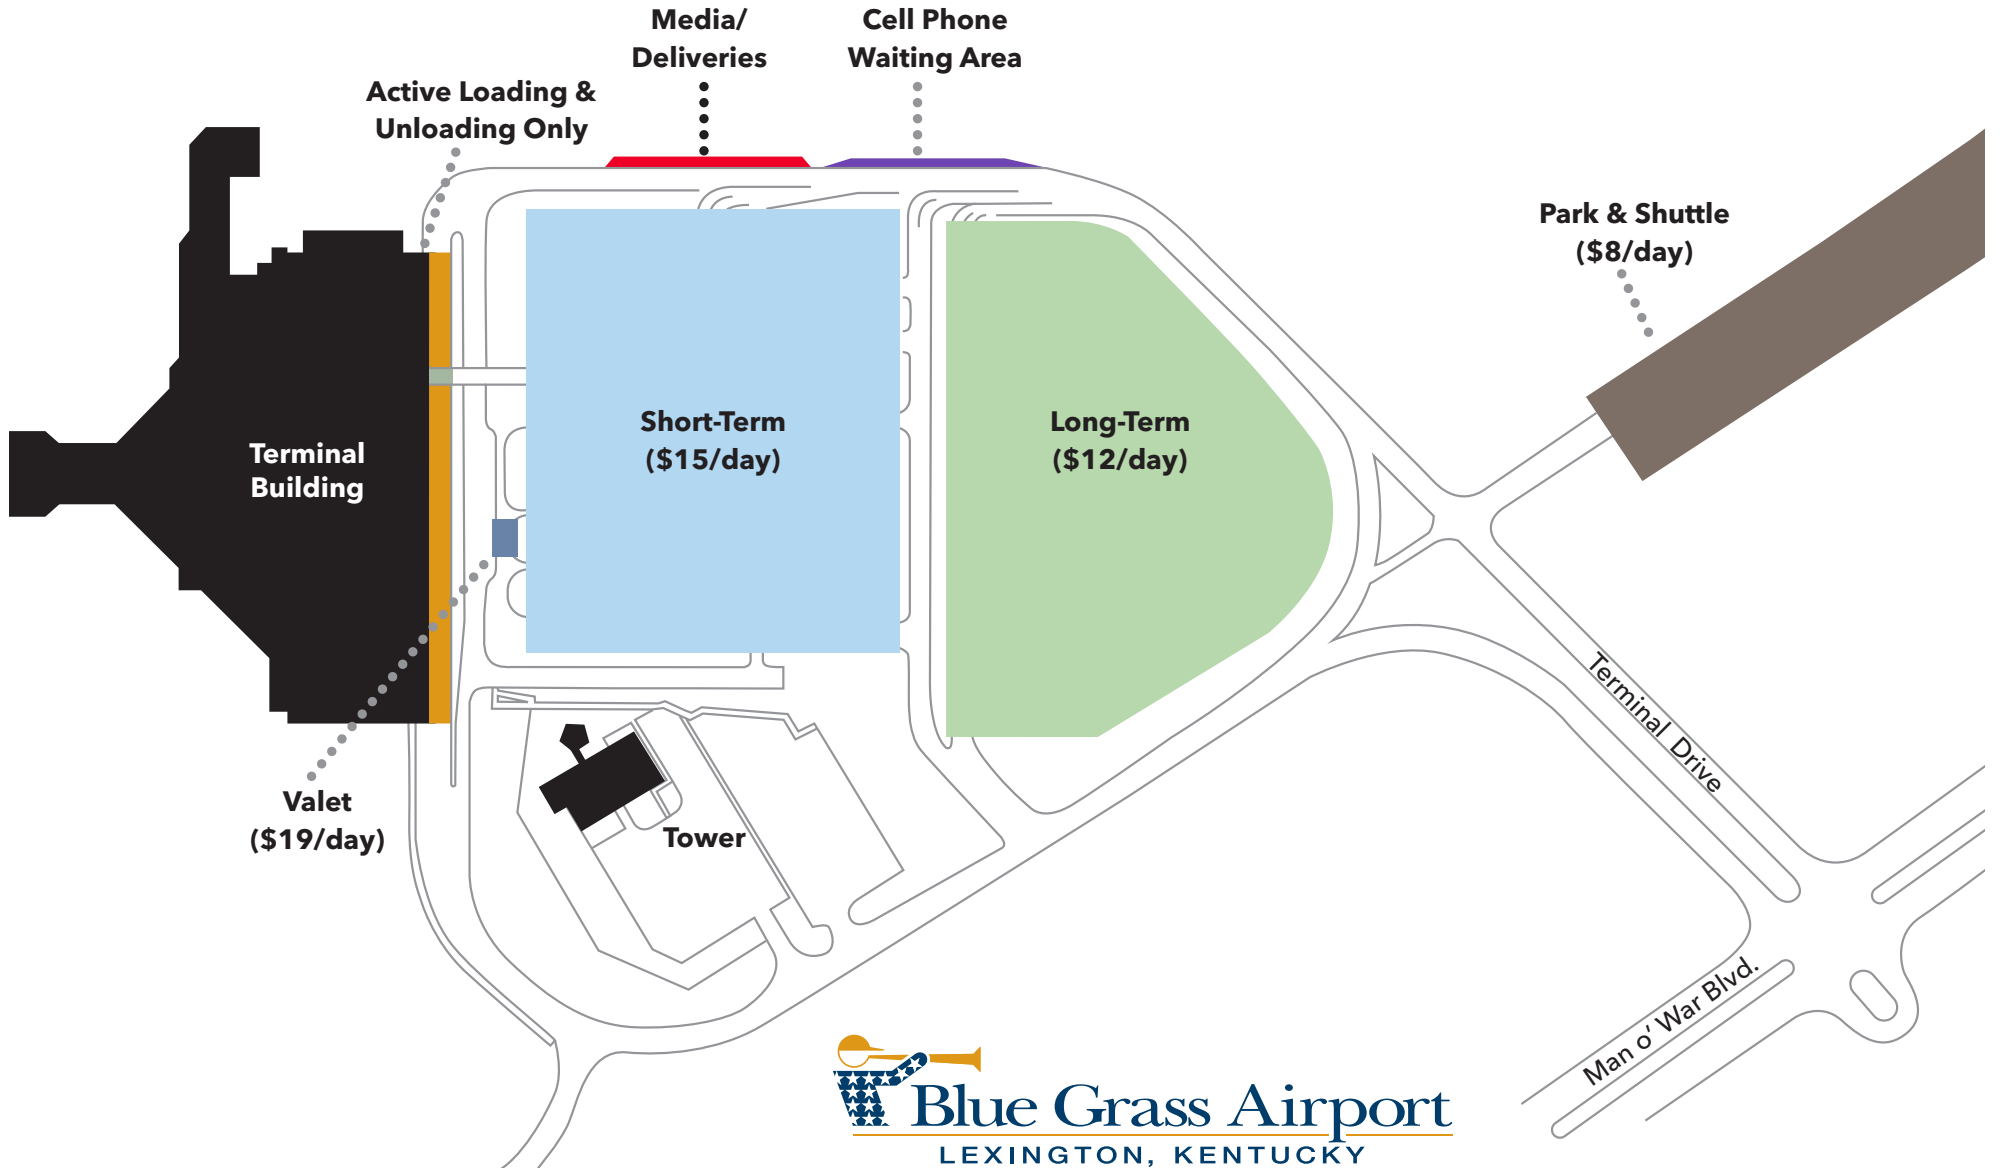 Media/
Deliveries
Cell Phone
Waiting Area
Active Loading &
Unloading Only
Park & Shuttle
($8/day)
Short-Term
($15/day)
Long-Term
($12/day)
Terminal
Building
Terminal Drive
Valet
($19/day)
Tower
Man o' War Blvd.
Blue Grass Airport
LEXINGTON, KENTUCKY